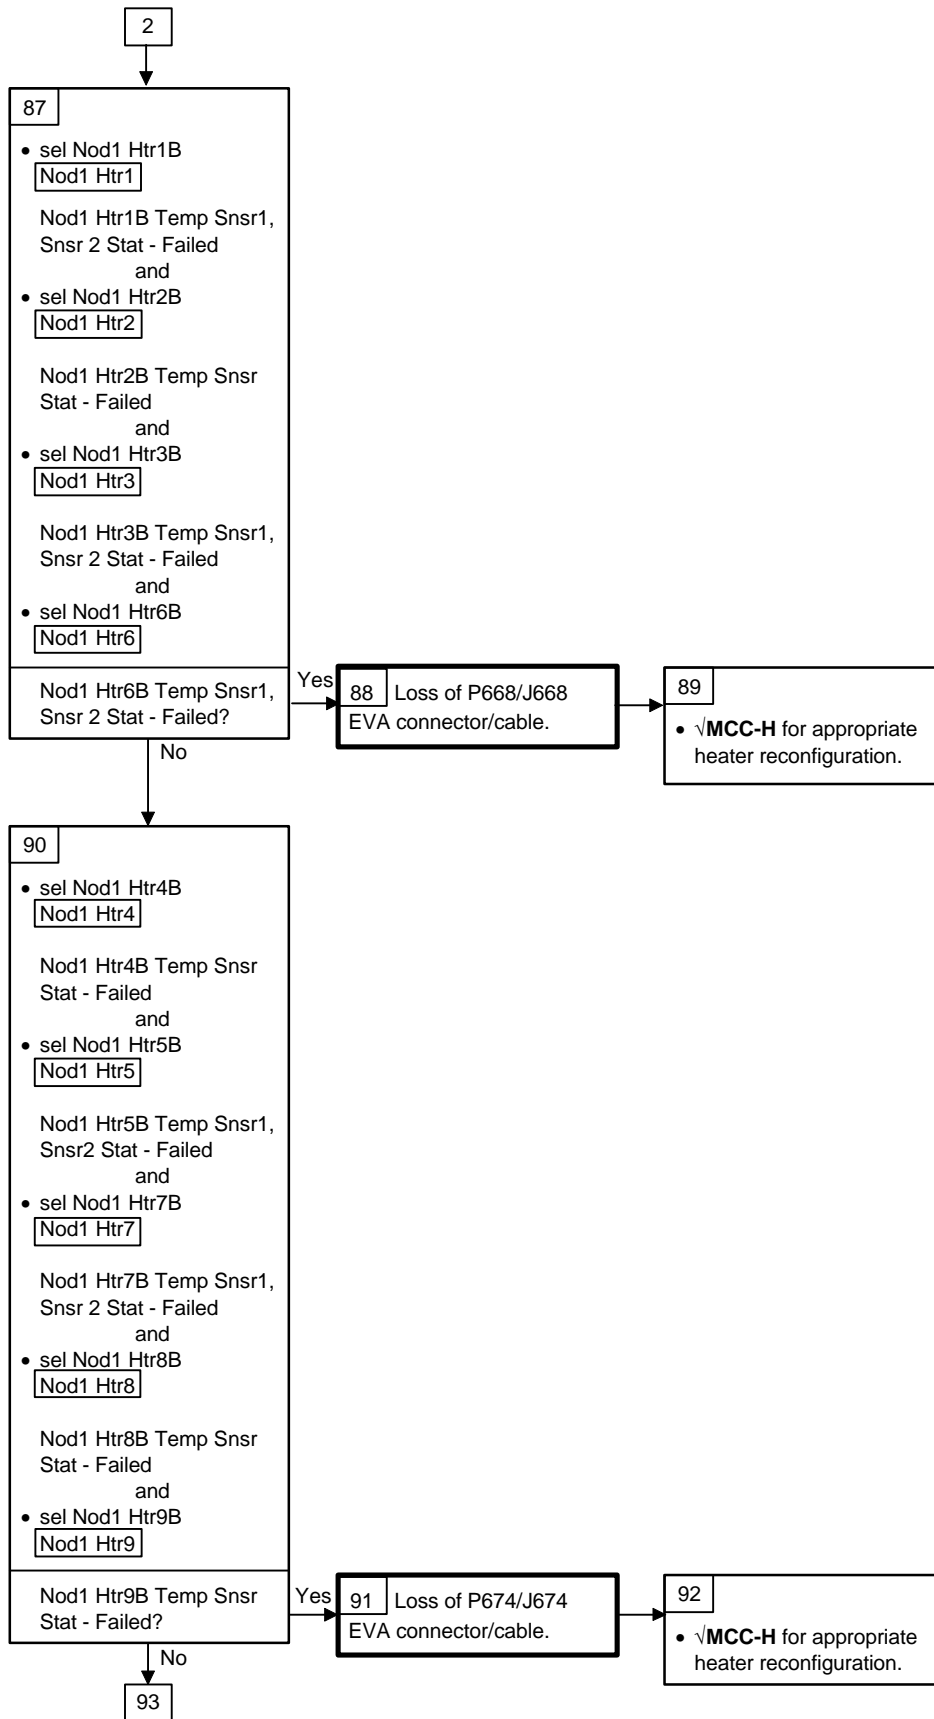 2
87
• sel Nod1 Htr1B
Nod1 Htr1
Nod1 Htr1B Temp Snsr1,
Snsr 2 Stat - Failed
and
• sel Nod1 Htr2B
Nod1 Htr2
Nod1 Htr2B Temp Snsr
Stat - Failed
and
• sel Nod1 Htr3B
Nod1 Htr3
Nod1 Htr3B Temp Snsr1,
Snsr 2 Stat - Failed
and
• sel Nod1 Htr6B
Nod1 Htr6
Nod1 Htr6B Temp Snsr1,
Snsr 2 Stat - Failed?
Yes
88 Loss of P668/J668
EVA connector/cable.
89
• √MCC-H for appropriate
heater reconfiguration.
No
90
• sel Nod1 Htr4B
Nod1 Htr4
Nod1 Htr4B Temp Snsr
Stat - Failed
and
• sel Nod1 Htr5B
Nod1 Htr5
Nod1 Htr5B Temp Snsr1,
Snsr2 Stat - Failed
and
• sel Nod1 Htr7B
Nod1 Htr7
Nod1 Htr7B Temp Snsr1,
Snsr 2 Stat - Failed
and
• sel Nod1 Htr8B
Nod1 Htr8
Nod1 Htr8B Temp Snsr
Stat - Failed
and
• sel Nod1 Htr9B
Nod1 Htr9
Nod1 Htr9B Temp Snsr
Stat - Failed?
Yes
91 Loss of P674/J674
EVA connector/cable.
92
• √MCC-H for appropriate
heater reconfiguration.
No
93